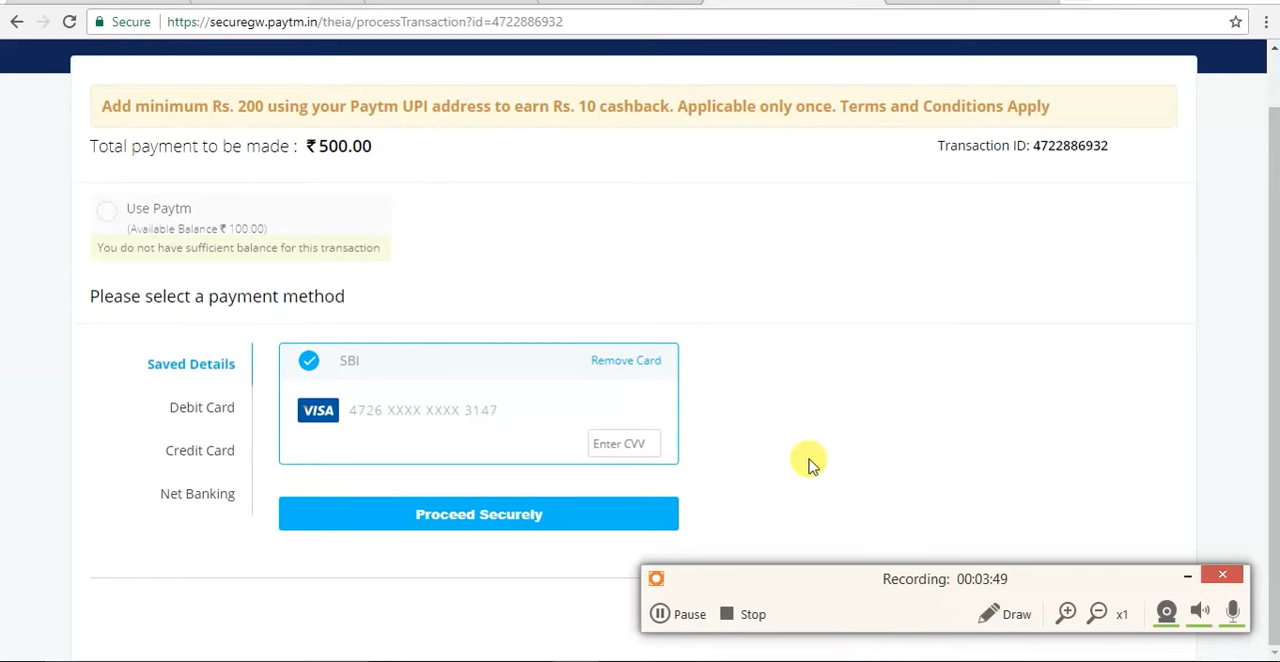 Secure https://securegw.paytm.in/theia/processTransaction?id=4722886932
Add minimum Rs. 200 using your Paytm UPI address to earn Rs. 10 cashback. Applicable only once. Terms and Conditions Apply
Total payment to be made : ₹ 500.00
Transaction ID: 4722886932
Use Paytm
(Available Balance ₹ 100.00)
You do not have sufficient balance for this transaction
Please select a payment method
Saved Details
Debit Card
Credit Card
Net Banking
SBI
Remove Card
VISA 4726 XXXX XXXX 3147
Enter CVV
Proceed Securely
Recording: 00:03:49
Pause Stop Draw x1